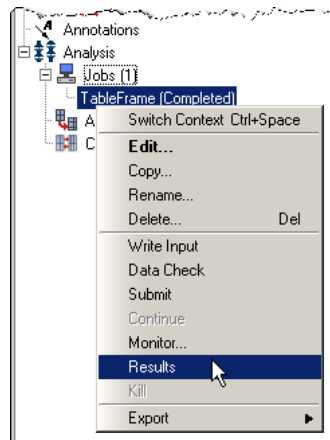 Annotations
Analysis
Jobs (1)
TableFrame (Completed)
A
Switch Context Ctrl+Space
C
Edit...
Copy...
Rename...
Delete... Del
Write Input
Data Check
Submit
Continue
Monitor...
Results
Kill
Export